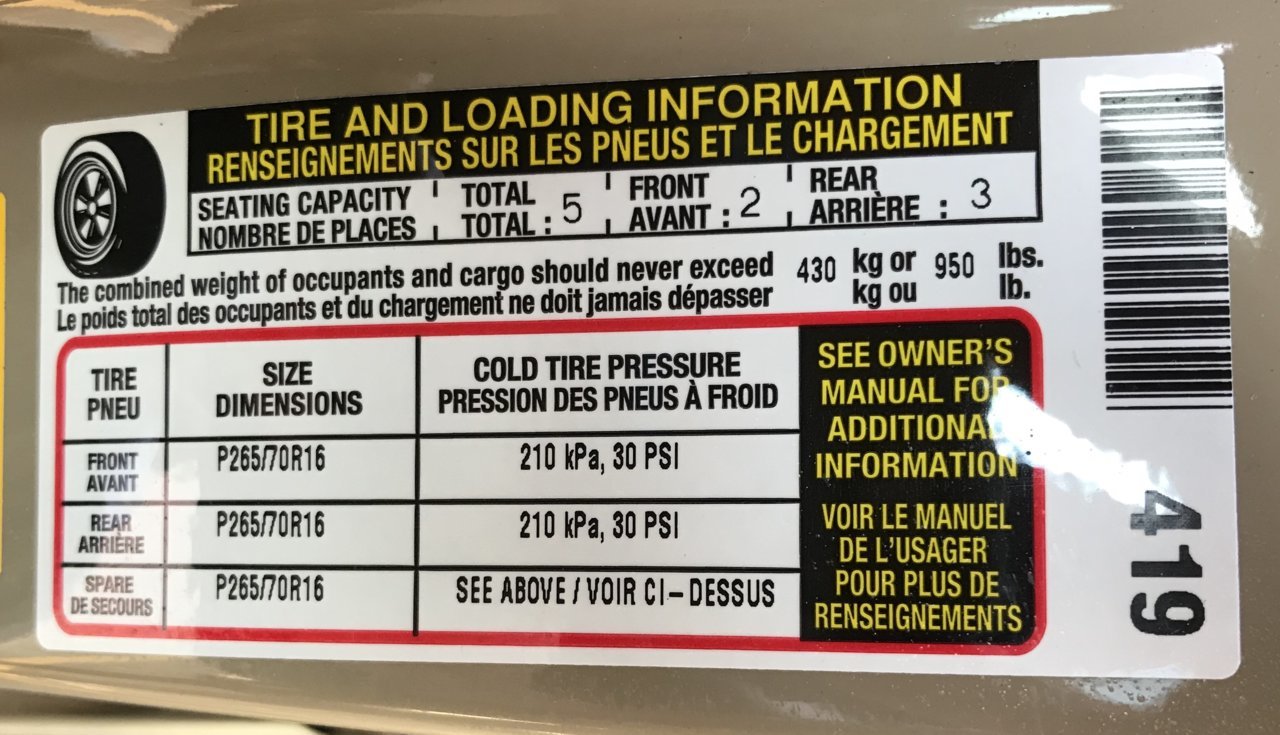 TIRE AND LOADING INFORMATION
RENSEIGNEMENTS SUR LES PNEUS ET LE CHARGEMENT
SEATING CAPACITY TOTAL FRONT REAR
NOMBRE DE PLACES TOTAL : 5 AVANT : 2 ARRIÈRE : 3
The combined weight of occupants and cargo should never exceed 430 kg or 950 lbs.
Le poids total des occupants et du chargement ne doit jamais dépasser kg ou lb.
TIRE SIZE COLD TIRE PRESSURE
PNEU DIMENSIONS PRESSION DES PNEUS À FROID
FRONT P265/70R16 210 kPa, 30 PSI
AVANT
REAR P265/70R16 210 kPa, 30 PSI
ARRIÈRE
SPARE P265/70R16 SEE ABOVE / VOIR CI–DESSUS
DE SECOURS
SEE OWNER'S
MANUAL FOR
ADDITIONAL
INFORMATION
VOIR LE MANUEL
DE L'USAGER
POUR PLUS DE
RENSEIGNEMENTS
419